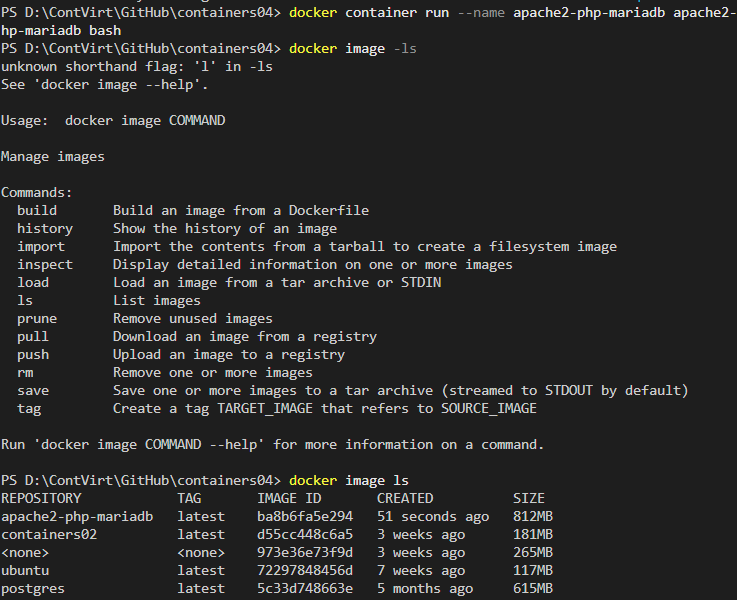 PS D:\ContVirt\GitHub\containers04> docker container run --name apache2-php-mariadb apache2-
hp-mariadb bash
PS D:\ContVirt\GitHub\containers04> docker image -ls
unknown shorthand flag: 'l' in -ls
See 'docker image --help'.

Usage:  docker image COMMAND

Manage images

Commands:
  build       Build an image from a Dockerfile
  history     Show the history of an image
  import      Import the contents from a tarball to create a filesystem image
  inspect     Display detailed information on one or more images
  load        Load an image from a tar archive or STDIN
  ls          List images
  prune       Remove unused images
  pull        Download an image from a registry
  push        Upload an image to a registry
  rm          Remove one or more images
  save        Save one or more images to a tar archive (streamed to STDOUT by default)
  tag         Create a tag TARGET_IMAGE that refers to SOURCE_IMAGE

Run 'docker image COMMAND --help' for more information on a command.

PS D:\ContVirt\GitHub\containers04> docker image ls
REPOSITORY            TAG       IMAGE ID       CREATED          SIZE
apache2-php-mariadb   latest    ba8b6fa5e294   51 seconds ago   812MB
containers02          latest    d55cc448c6a5   3 weeks ago      181MB
<none>                <none>    973e36e73f9d   3 weeks ago      265MB
ubuntu                latest    72297848456d   7 weeks ago      117MB
postgres              latest    5c33d748663e   5 months ago     615MB